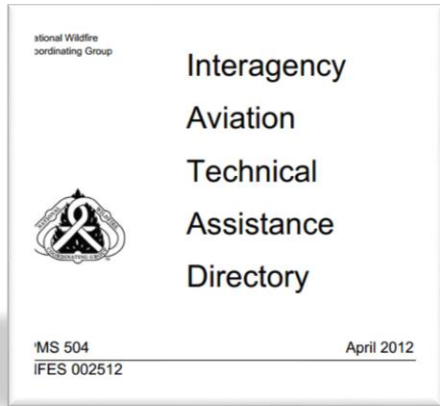 ational Wildfire
oordinating Group
Interagency
Aviation
Technical
Assistance
Directory
MS 504
April 2012
IFES 002512